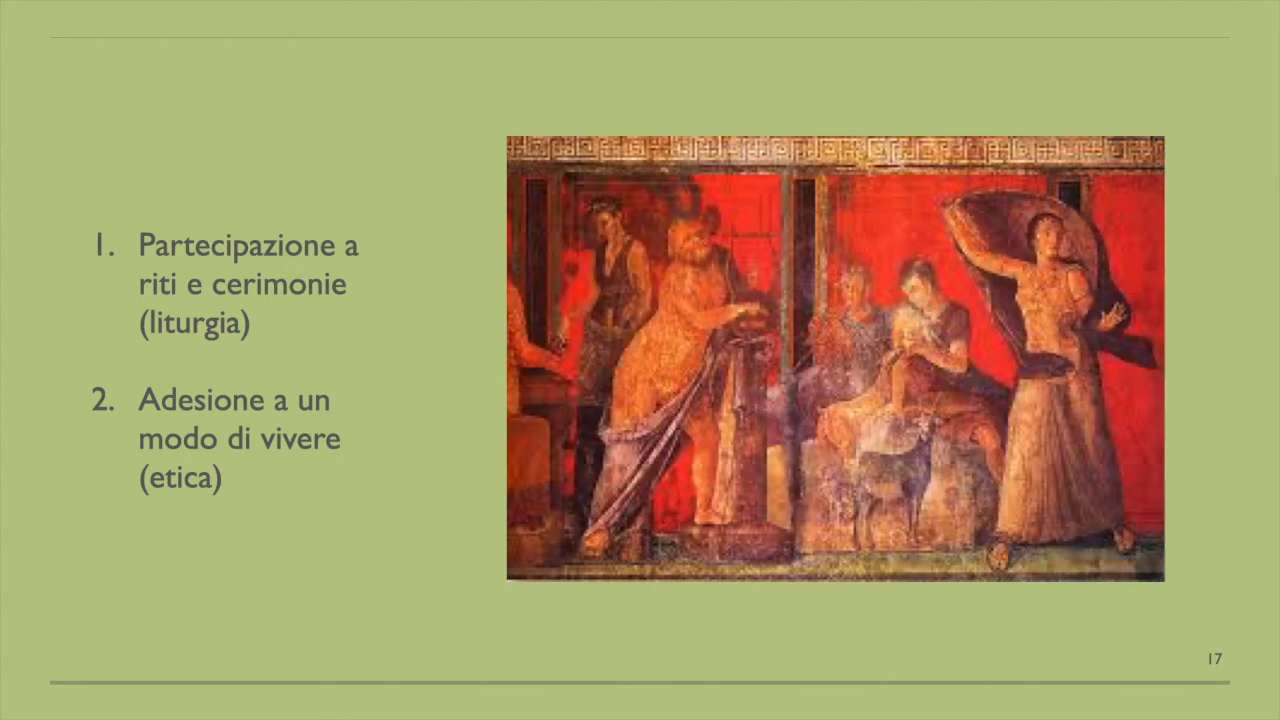 1. Partecipazione a
riti e cerimonie
(liturgia)
2. Adesione a un
modo di vivere
(etica)
17